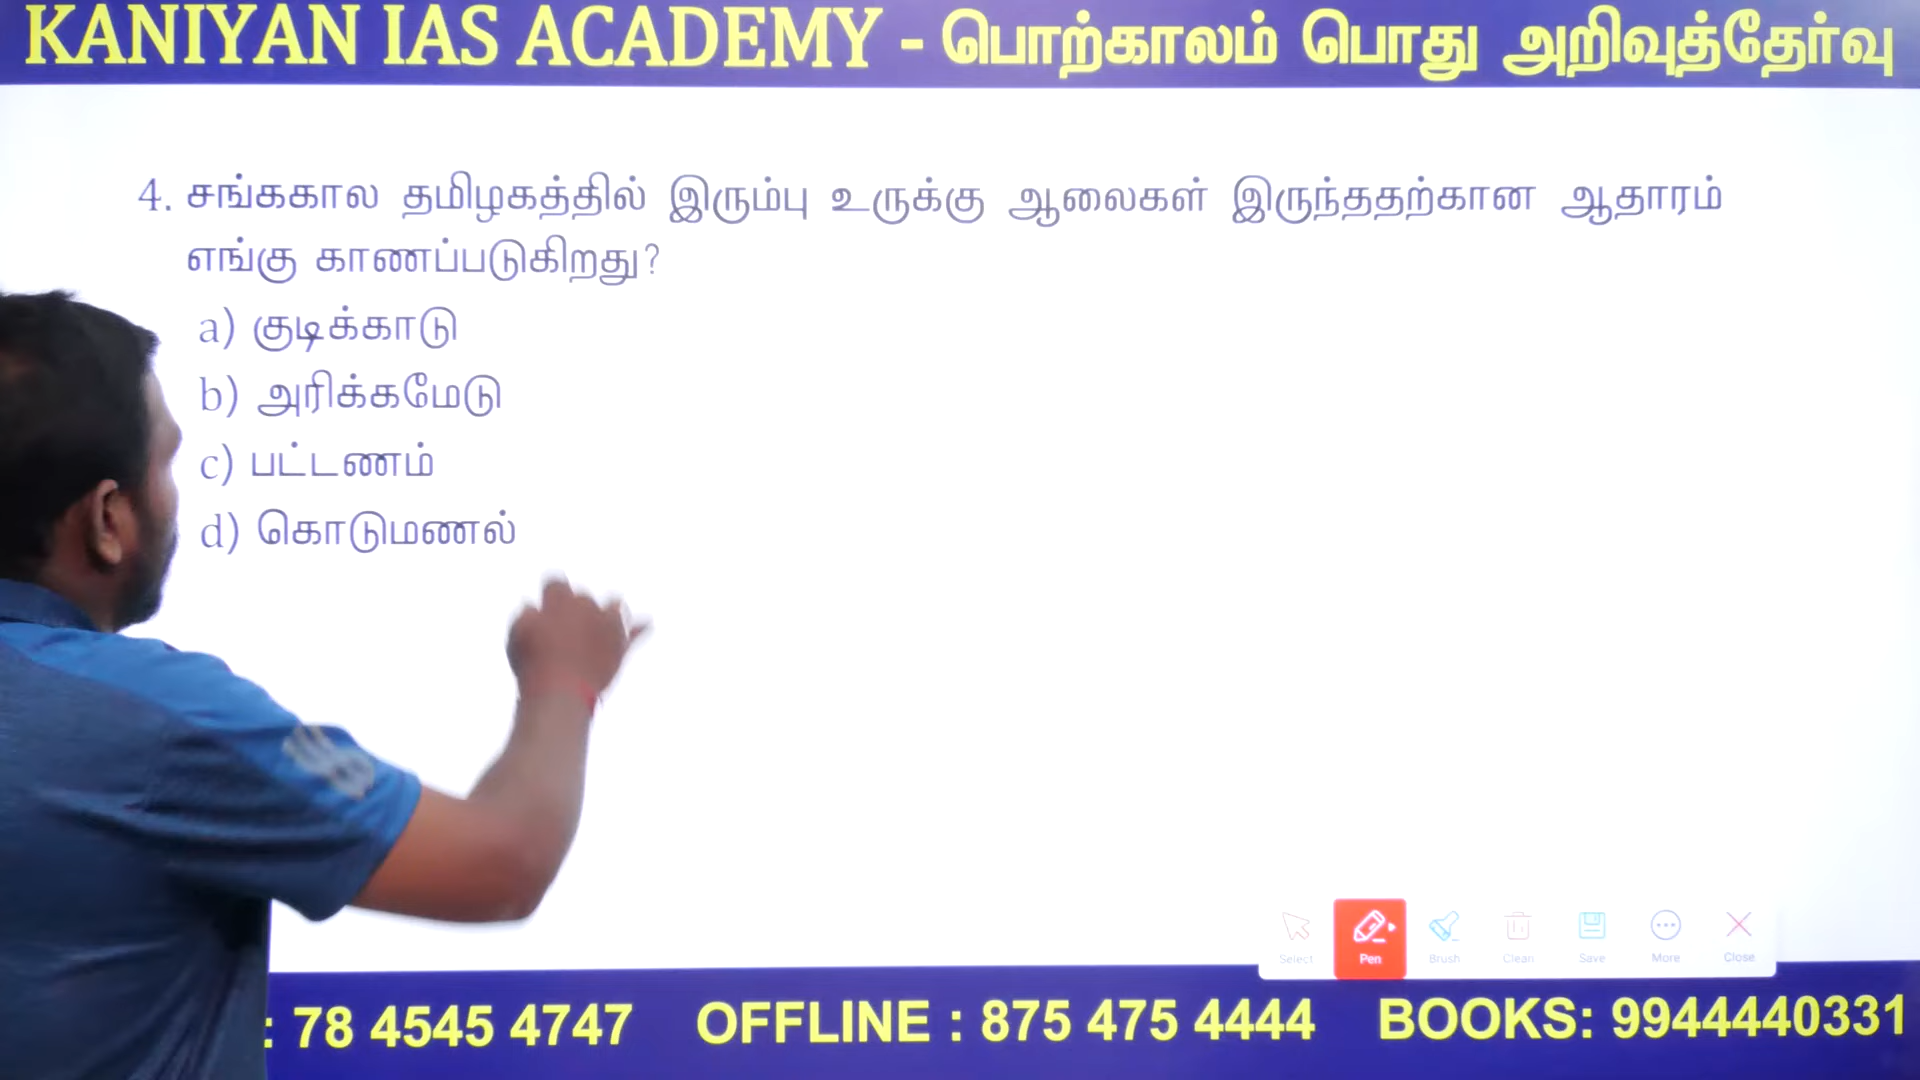 KANIYAN IAS ACADEMY - பொற்காலம் பொது அறிவுத்தேர்வு
4. சங்ககால தமிழகத்தில் இரும்பு உருக்கு ஆலைகள் இருந்ததற்கான ஆதாரம்
எங்கு காணப்படுகிறது?
a) குடிக்காடு
b) அரிக்கமேடு
c) பட்டணம்
d) கொடுமணல்
Select Pen Brush Clean Save More Close
: 78 4545 4747 OFFLINE : 875 475 4444 BOOKS: 9944440331